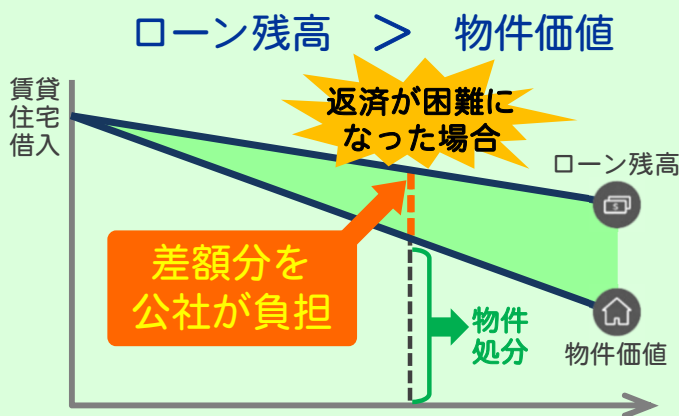 ローン残高 > 物件価値
賃貸
住宅
借入
返済が困難に
なった場合
ローン残高
差額分を
公社が負担
物件
処分
物件価値